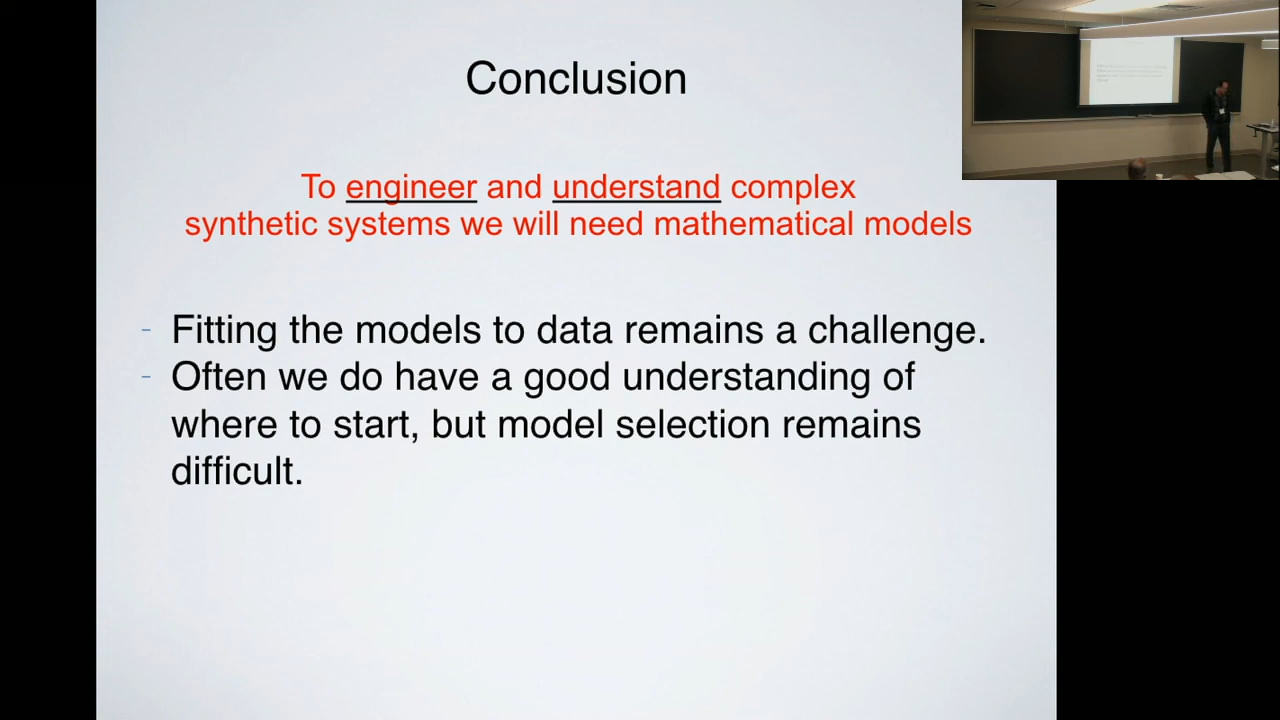 Conclusion
To engineer and understand complex
synthetic systems we will need mathematical models
- Fitting the models to data remains a challenge.
- Often we do have a good understanding of
where to start, but model selection remains
difficult.